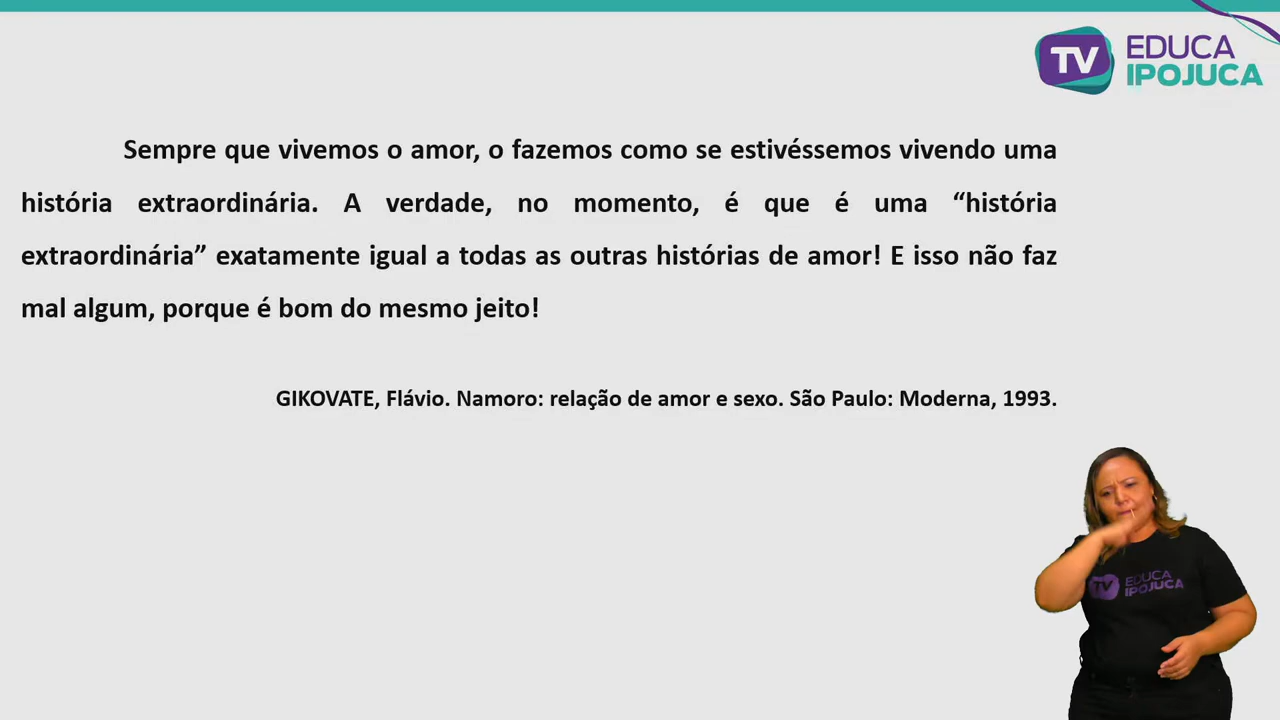 TV EDUCA
IPOJUCA
Sempre que vivemos o amor, o fazemos como se estivéssemos vivendo uma
história extraordinária. A verdade, no momento, é que é uma “história
extraordinária” exatamente igual a todas as outras histórias de amor! E isso não faz
mal algum, porque é bom do mesmo jeito!
GIKOVATE, Flávio. Namoro: relação de amor e sexo. São Paulo: Moderna, 1993.
TV EDUCA
IPOJUCA